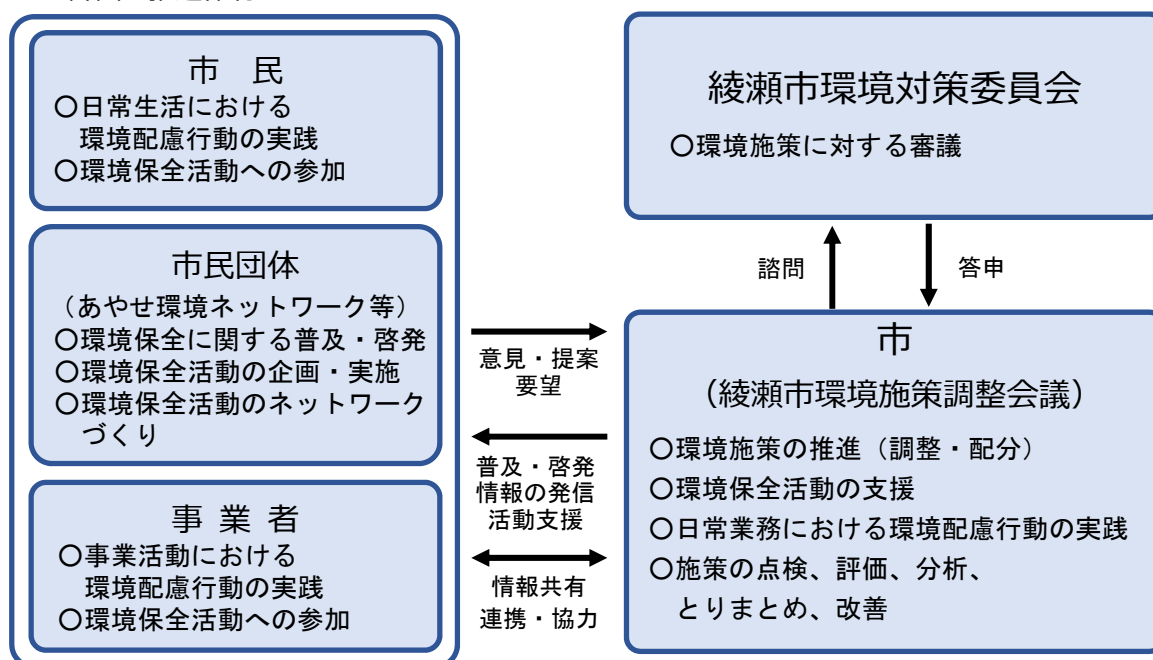 市　民
〇日常生活における
環境配慮行動の実践
〇環境保全活動への参加
市民団体
（あやせ環境ネットワーク等）
〇環境保全に関する普及・啓発
〇環境保全活動の企画・実施
〇環境保全活動のネットワーク
づくり
事 業 者
〇事業活動における
環境配慮行動の実践
〇環境保全活動への参加
意見・提案
要望
普及・啓発
情報の発信
活動支援
情報共有
連携・協力
綾瀬市環境対策委員会
〇環境施策に対する審議
諮問
答申
市
（綾瀬市環境施策調整会議）
〇環境施策の推進（調整・配分）
〇環境保全活動の支援
〇日常業務における環境配慮行動の実践
〇施策の点検、評価、分析、
とりまとめ、改善